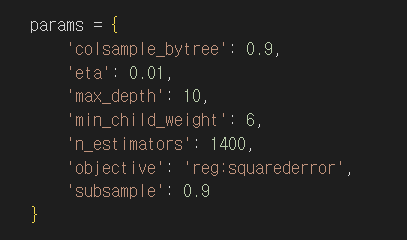 params = {
    'colsample_bytree': 0.9,
    'eta': 0.01,
    'max_depth': 10,
    'min_child_weight': 6,
    'n_estimators': 1400,
    'objective': 'reg:squarederror',
    'subsample': 0.9
}